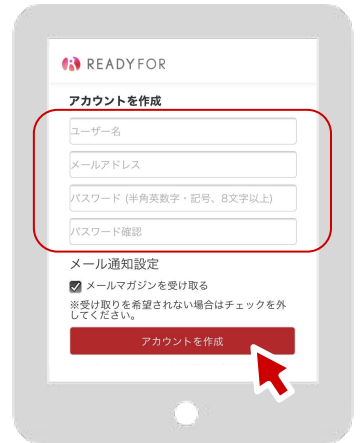 READYFOR
アカウントを作成
ユーザー名
メールアドレス
パスワード (半角英数字・記号、8文字以上)
パスワード確認
メール通知設定
メールマガジンを受け取る
※受け取りを希望されない場合はチェックを外
してください。
アカウントを作成